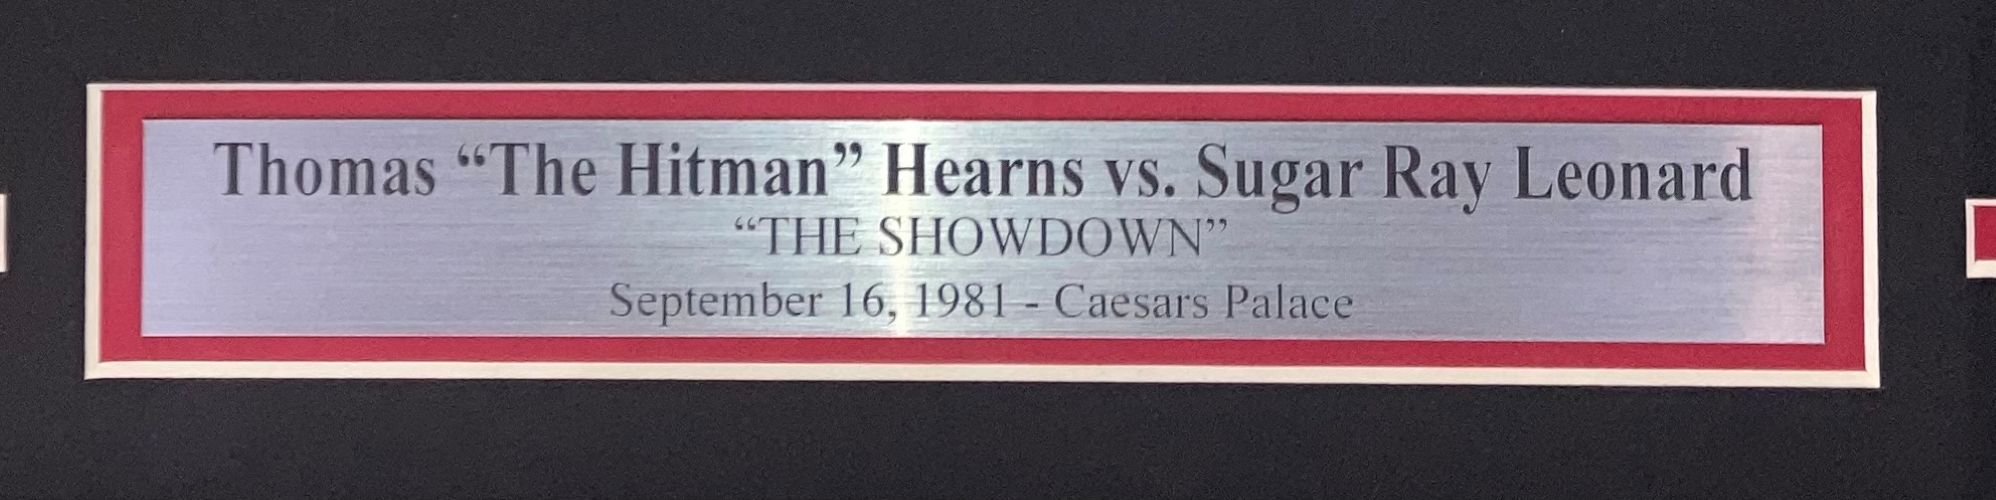 Thomas “The Hitman” Hearns vs. Sugar Ray Leonard
“THE SHOWDOWN”
September 16, 1981 - Caesars Palace